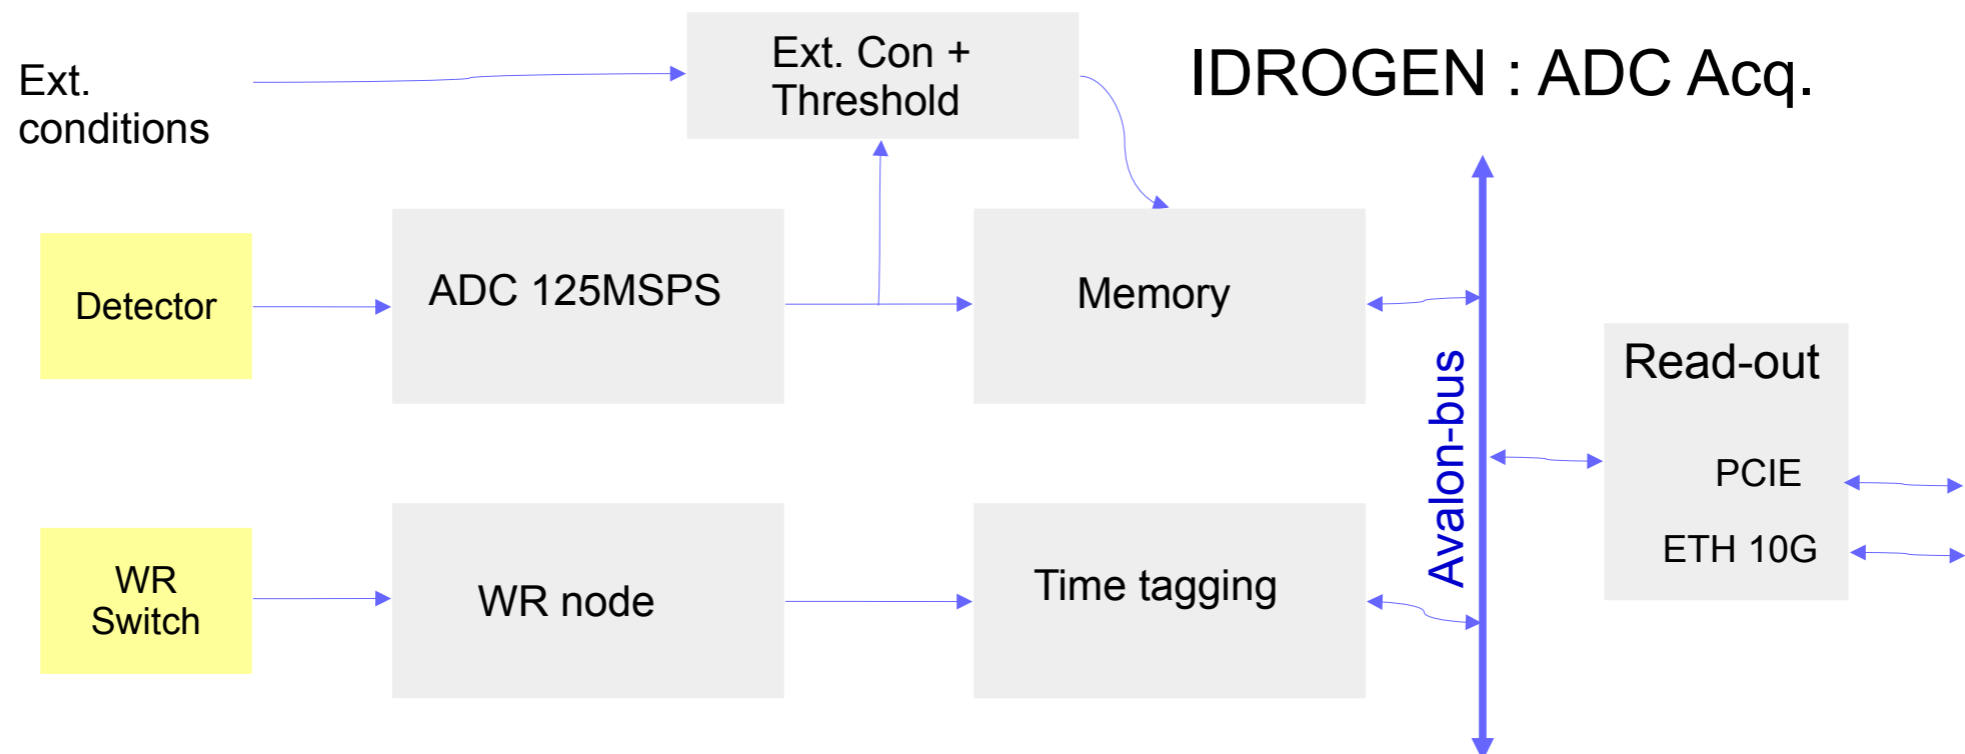 Ext.
conditions
Ext. Con +
Threshold
IDROGEN : ADC Acq.
Detector
ADC 125MSPS
Memory
Avalon-bus
Read-out
PCIE
ETH 10G
WR
Switch
WR node
Time tagging